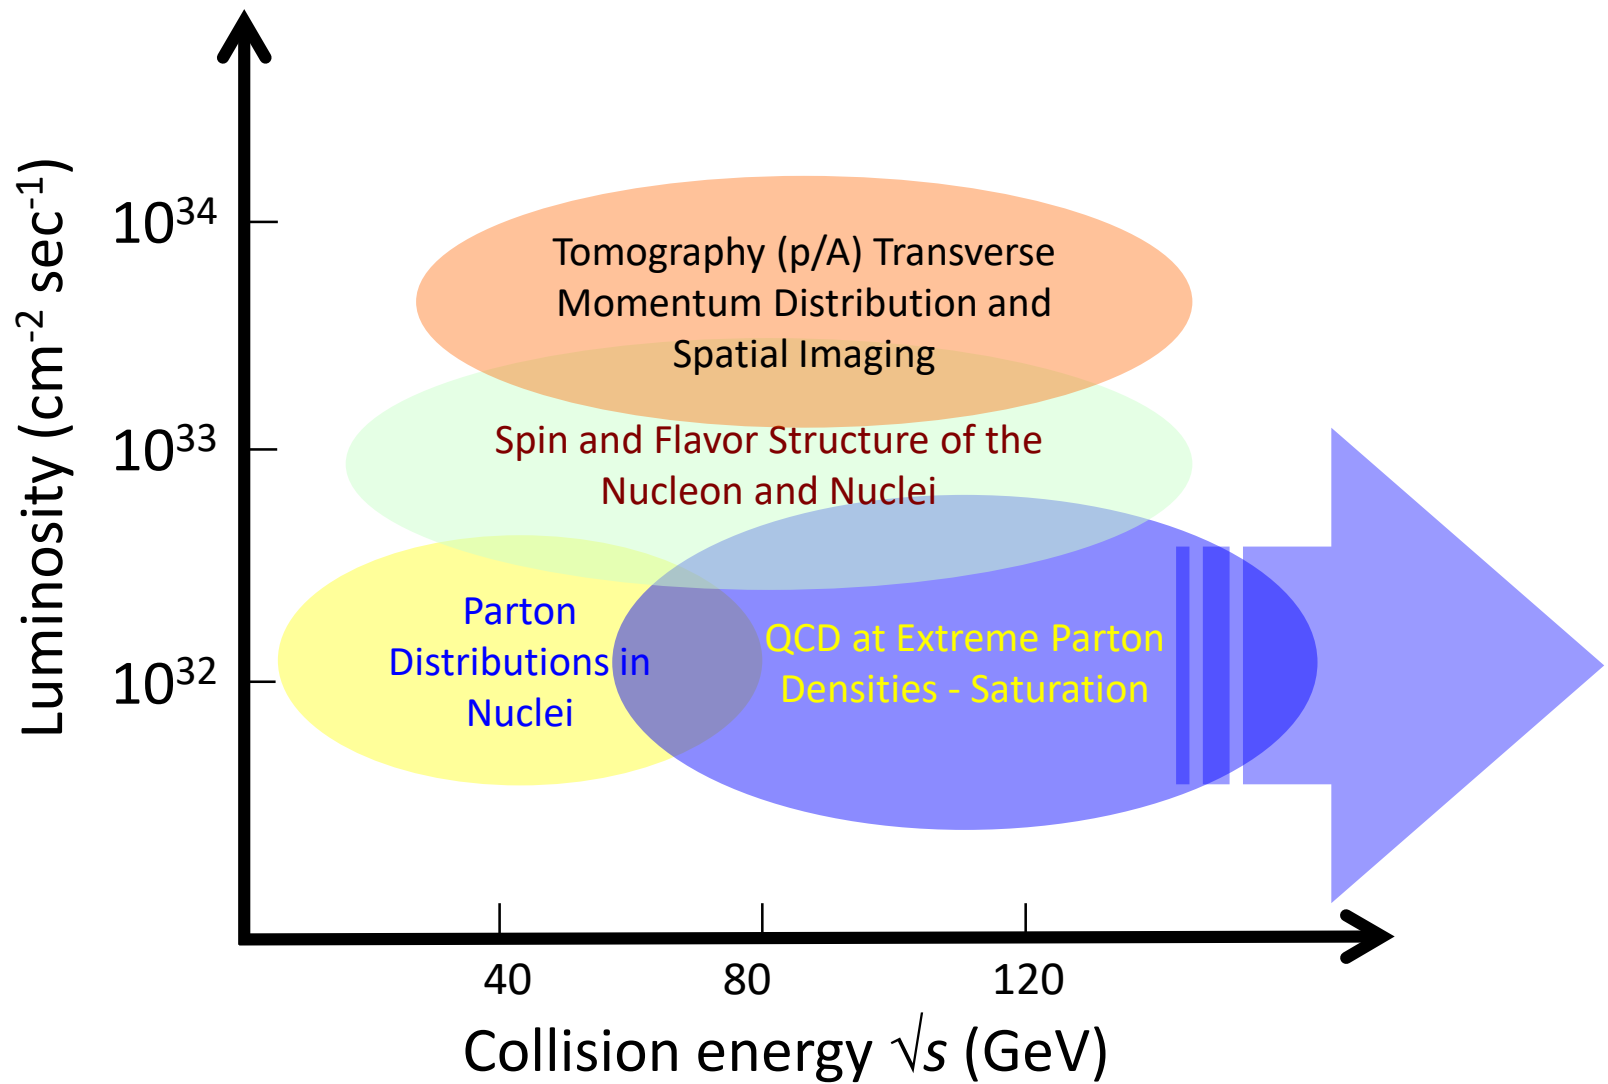 Luminosity (cm⁻² sec⁻¹)
10³⁴
10³³
10³²
Tomography (p/A) Transverse
Momentum Distribution and
Spatial Imaging
Spin and Flavor Structure of the
Nucleon and Nuclei
Parton
Distributions in
Nuclei
QCD at Extreme Parton
Densities - Saturation
40
80
120
Collision energy √s (GeV)